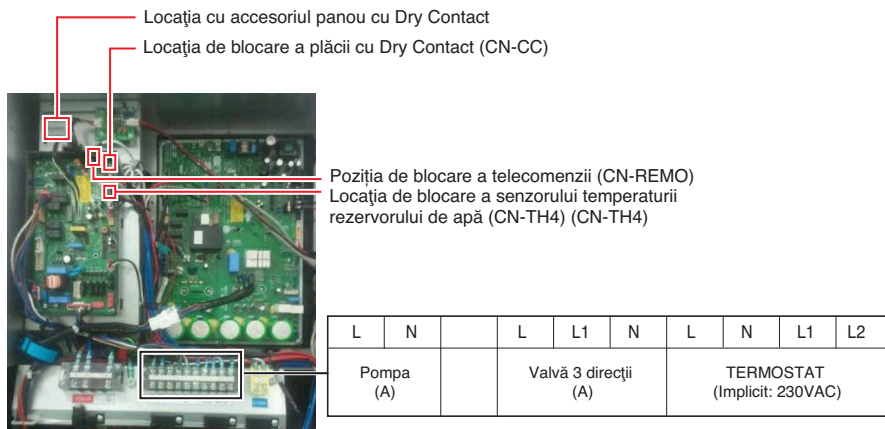 Locaţia cu accesoriul panou cu Dry Contact
Locaţia de blocare a plăcii cu Dry Contact (CN-CC)
Poziția de blocare a telecomenzii (CN-REMO)
Locaţia de blocare a senzorului temperaturii
rezervorului de apă (CN-TH4) (CN-TH4)
L N L L1 N L N L1 L2
Pompa Valvă 3 direcţii TERMOSTAT
(A) (A) (Implicit: 230VAC)